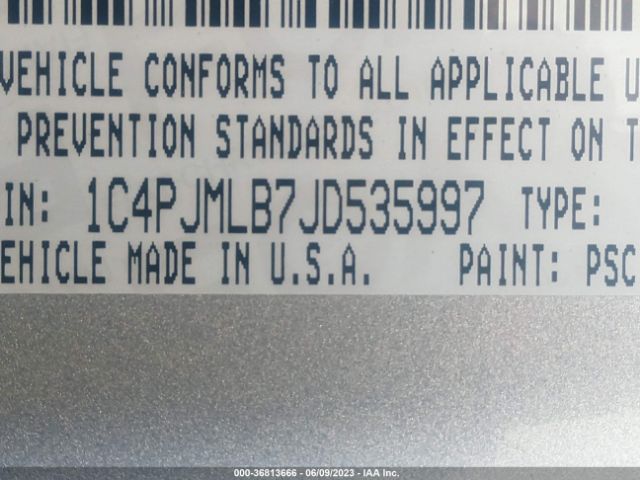 VEHICLE CONFORMS TO ALL APPLICABLE U
PREVENTION STANDARDS IN EFFECT ON T
IN: 1C4PJMLB7JD535997 TYPE:
EHICLE MADE IN U.S.A. PAINT: PSC
000-36813666 - 06/09/2023 - IAA Inc.